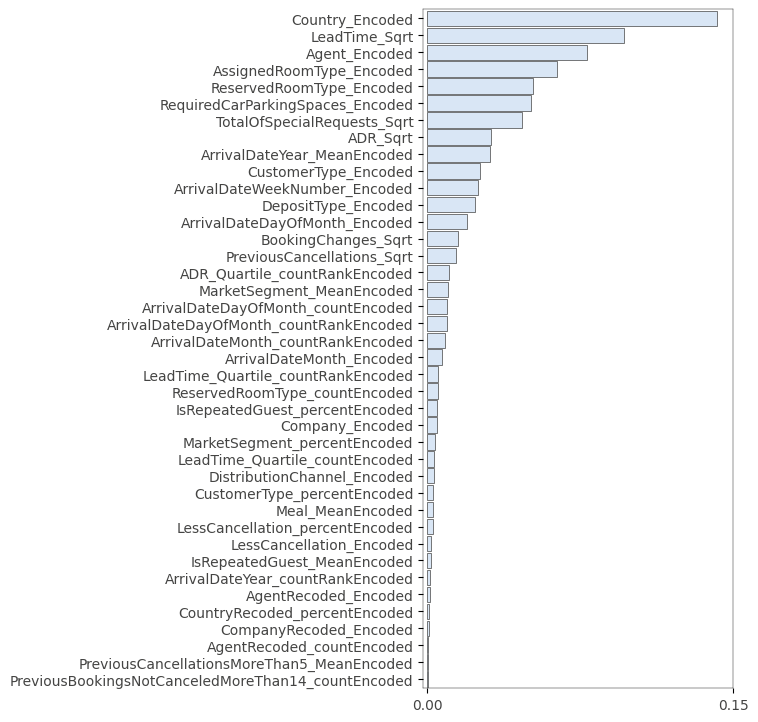 Country_Encoded
LeadTime_Sqrt
Agent_Encoded
AssignedRoomType_Encoded
ReservedRoomType_Encoded
RequiredCarParkingSpaces_Encoded
TotalOfSpecialRequests_Sqrt
ADR_Sqrt
ArrivalDateYear_MeanEncoded
CustomerType_Encoded
ArrivalDateWeekNumber_Encoded
DepositType_Encoded
ArrivalDateDayOfMonth_Encoded
BookingChanges_Sqrt
PreviousCancellations_Sqrt
ADR_Quartile_countRankEncoded
MarketSegment_MeanEncoded
ArrivalDateDayOfMonth_countEncoded
ArrivalDateDayOfMonth_countRankEncoded
ArrivalDateMonth_countRankEncoded
ArrivalDateMonth_Encoded
LeadTime_Quartile_countRankEncoded
ReservedRoomType_countEncoded
IsRepeatedGuest_percentEncoded
Company_Encoded
MarketSegment_percentEncoded
LeadTime_Quartile_countEncoded
DistributionChannel_Encoded
CustomerType_percentEncoded
Meal_MeanEncoded
LessCancellation_percentEncoded
LessCancellation_Encoded
IsRepeatedGuest_MeanEncoded
ArrivalDateYear_countRankEncoded
AgentRecoded_Encoded
CountryRecoded_percentEncoded
CompanyRecoded_Encoded
AgentRecoded_countEncoded
PreviousCancellationsMoreThan5_MeanEncoded
PreviousBookingsNotCanceledMoreThan14_countEncoded
0.00 0.15